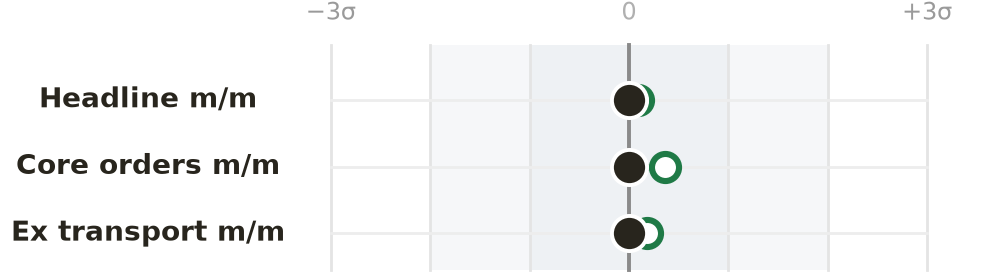 −3σ 0 +3σ
Headline m/m
Core orders m/m
Ex transport m/m